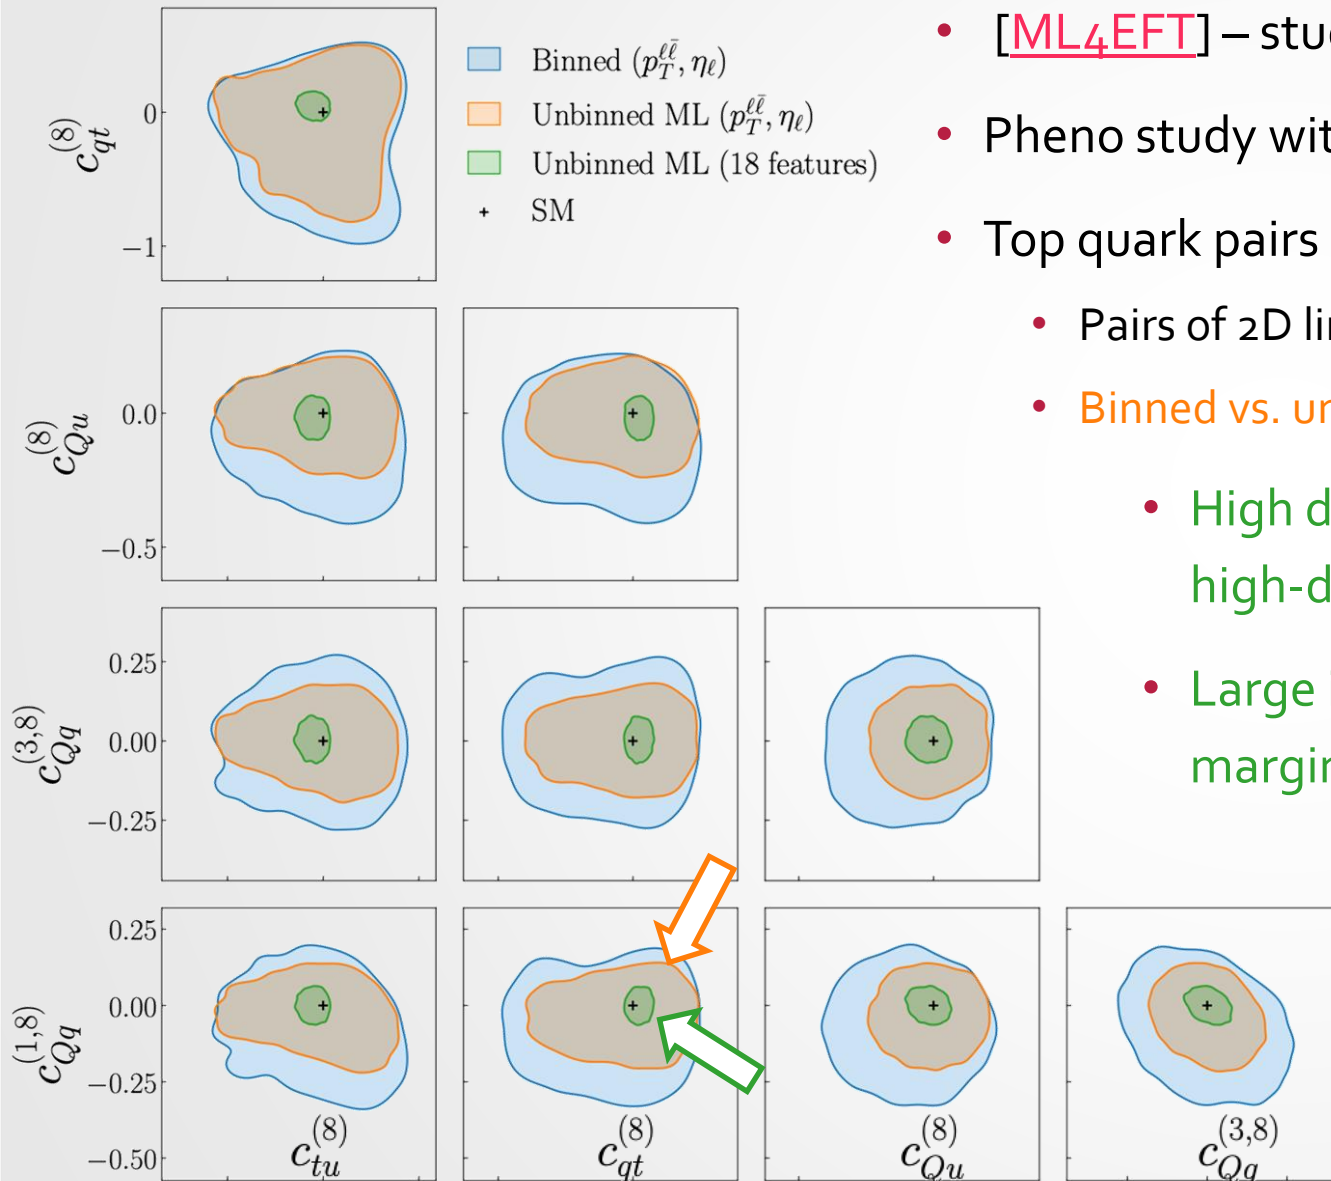 Binned (p_T^{ℓℓ̄}, η_ℓ)
Unbinned ML (p_T^{ℓℓ̄}, η_ℓ)
Unbinned ML (18 features)
SM
c_{qt}^{(8)}
0
−1
c_{Qu}^{(8)}
0.0
−0.5
c_{Qq}^{(3,8)}
0.25
0.00
−0.25
c_{Qq}^{(1,8)}
0.25
0.00
−0.25
−0.50
c_{tu}^{(8)}
c_{qt}^{(8)}
c_{Qu}^{(8)}
c_{Qq}^{(3,8)}
• [ML4EFT] – stu
• Pheno study wit
• Top quark pairs
• Pairs of 2D li
• Binned vs. u
• High d
high-d
• Large
margi